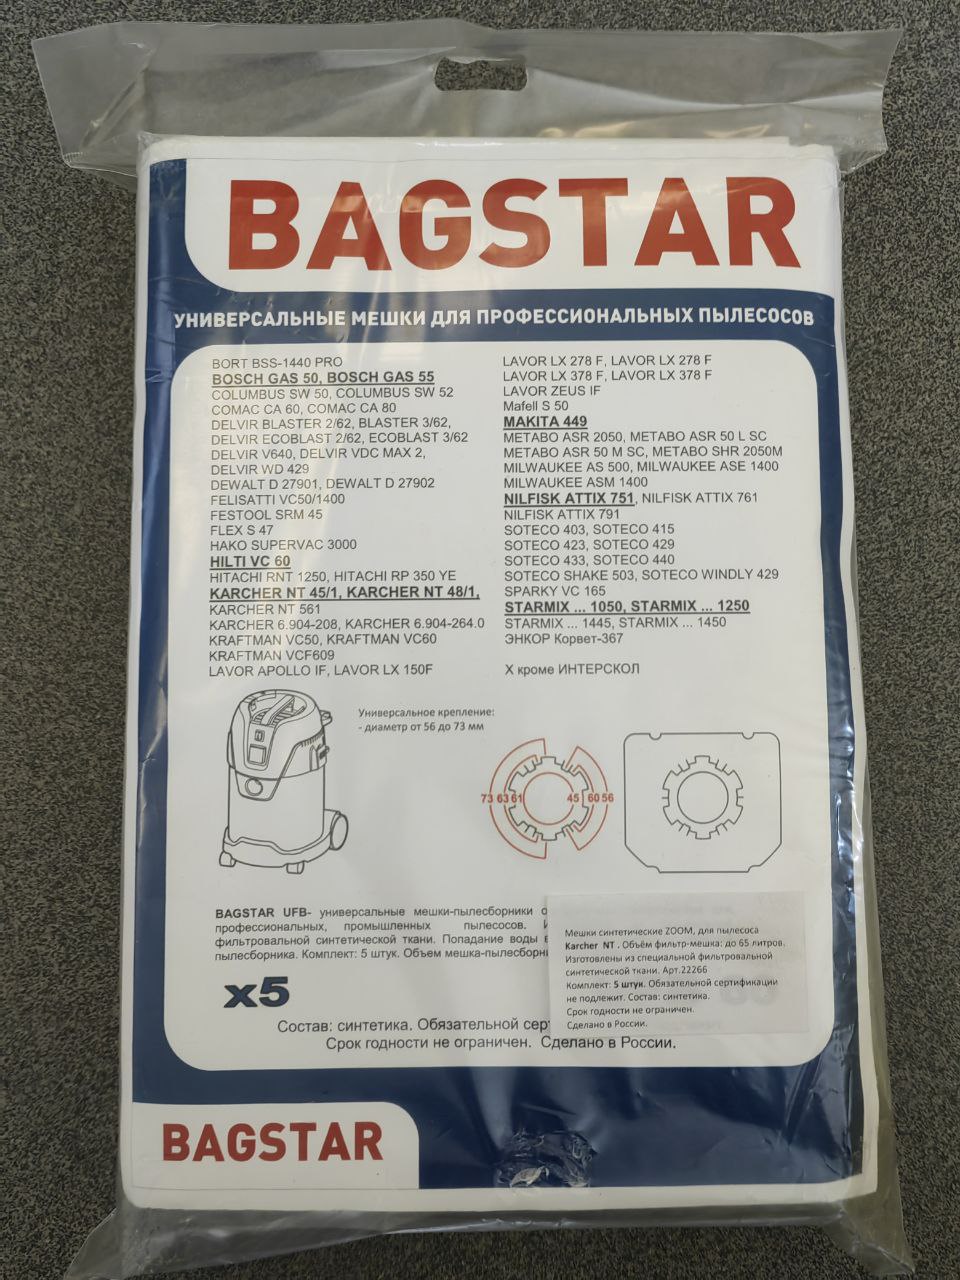 BAGSTAR
УНИВЕРСАЛЬНЫЕ МЕШКИ ДЛЯ ПРОФЕССИОНАЛЬНЫХ ПЫЛЕСОСОВ
BORT BSS-1440 PRO
BOSCH GAS 50, BOSCH GAS 55
COLUMBUS SW 50, COLUMBUS SW 52
COMAC CA 60, COMAC CA 80
DELVIR BLASTER 2/62, BLASTER 3/62,
DELVIR ECOBLAST 2/62, ECOBLAST 3/62
DELVIR V640, DELVIR VDC MAX 2,
DELVIR WD 429
DEWALT D 27901, DEWALT D 27902
FELISATTI VC50/1400
FESTOOL SRM 45
FLEX S 47
HAKO SUPERVAC 3000
HILTI VC 60
HITACHI RNT 1250, HITACHI RP 350 YE
KARCHER NT 45/1, KARCHER NT 48/1,
KARCHER NT 561
KARCHER 6.904-208, KARCHER 6.904-264.0
KRAFTMAN VC50, KRAFTMAN VC60
KRAFTMAN VCF609
LAVOR APOLLO IF, LAVOR LX 150F
LAVOR LX 278 F, LAVOR LX 278 F
LAVOR LX 378 F, LAVOR LX 378 F
LAVOR ZEUS IF
Mafell S 50
MAKITA 449
METABO ASR 2050, METABO ASR 50 L SC
METABO ASR 50 M SC, METABO SHR 2050M
MILWAUKEE AS 500, MILWAUKEE ASE 1400
MILWAUKEE ASM 1400
NILFISK ATTIX 751, NILFISK ATTIX 761
NILFISK ATTIX 791
SOTECO 403, SOTECO 415
SOTECO 423, SOTECO 429
SOTECO 433, SOTECO 440
SOTECO SHAKE 503, SOTECO WINDLY 429
SPARKY VC 165
STARMIX ... 1050, STARMIX ... 1250
STARMIX ... 1445, STARMIX ... 1450
ЭНКОР Корвет-367
X кроме ИНТЕРСКОЛ
Универсальное крепление:
- диаметр от 56 до 73 мм
73 63 61 45 60 56
BAGSTAR UFB- универсальные мешки-пылесборники
профессиональных, промышленных пылесосов.
фильтровальной синтетической ткани. Попадание воды
пылесборника. Комплект: 5 штук. Объем
x5
Состав: синтетика. Обязательной
Срок годности не ограничен. Сделано в России.
Мешки синтетические ZOOM, для пылесоса
Karcher NT . Объём фильтр-мешка: до 65 литров.
Изготовлены из специальной фильтровальной
синтетической ткани. Арт.22266
Комплект: 5 штук. Обязательной сертификации
не подлежит. Состав: синтетика.
Срок годности не ограничен.
Сделано в России.
BAGSTAR